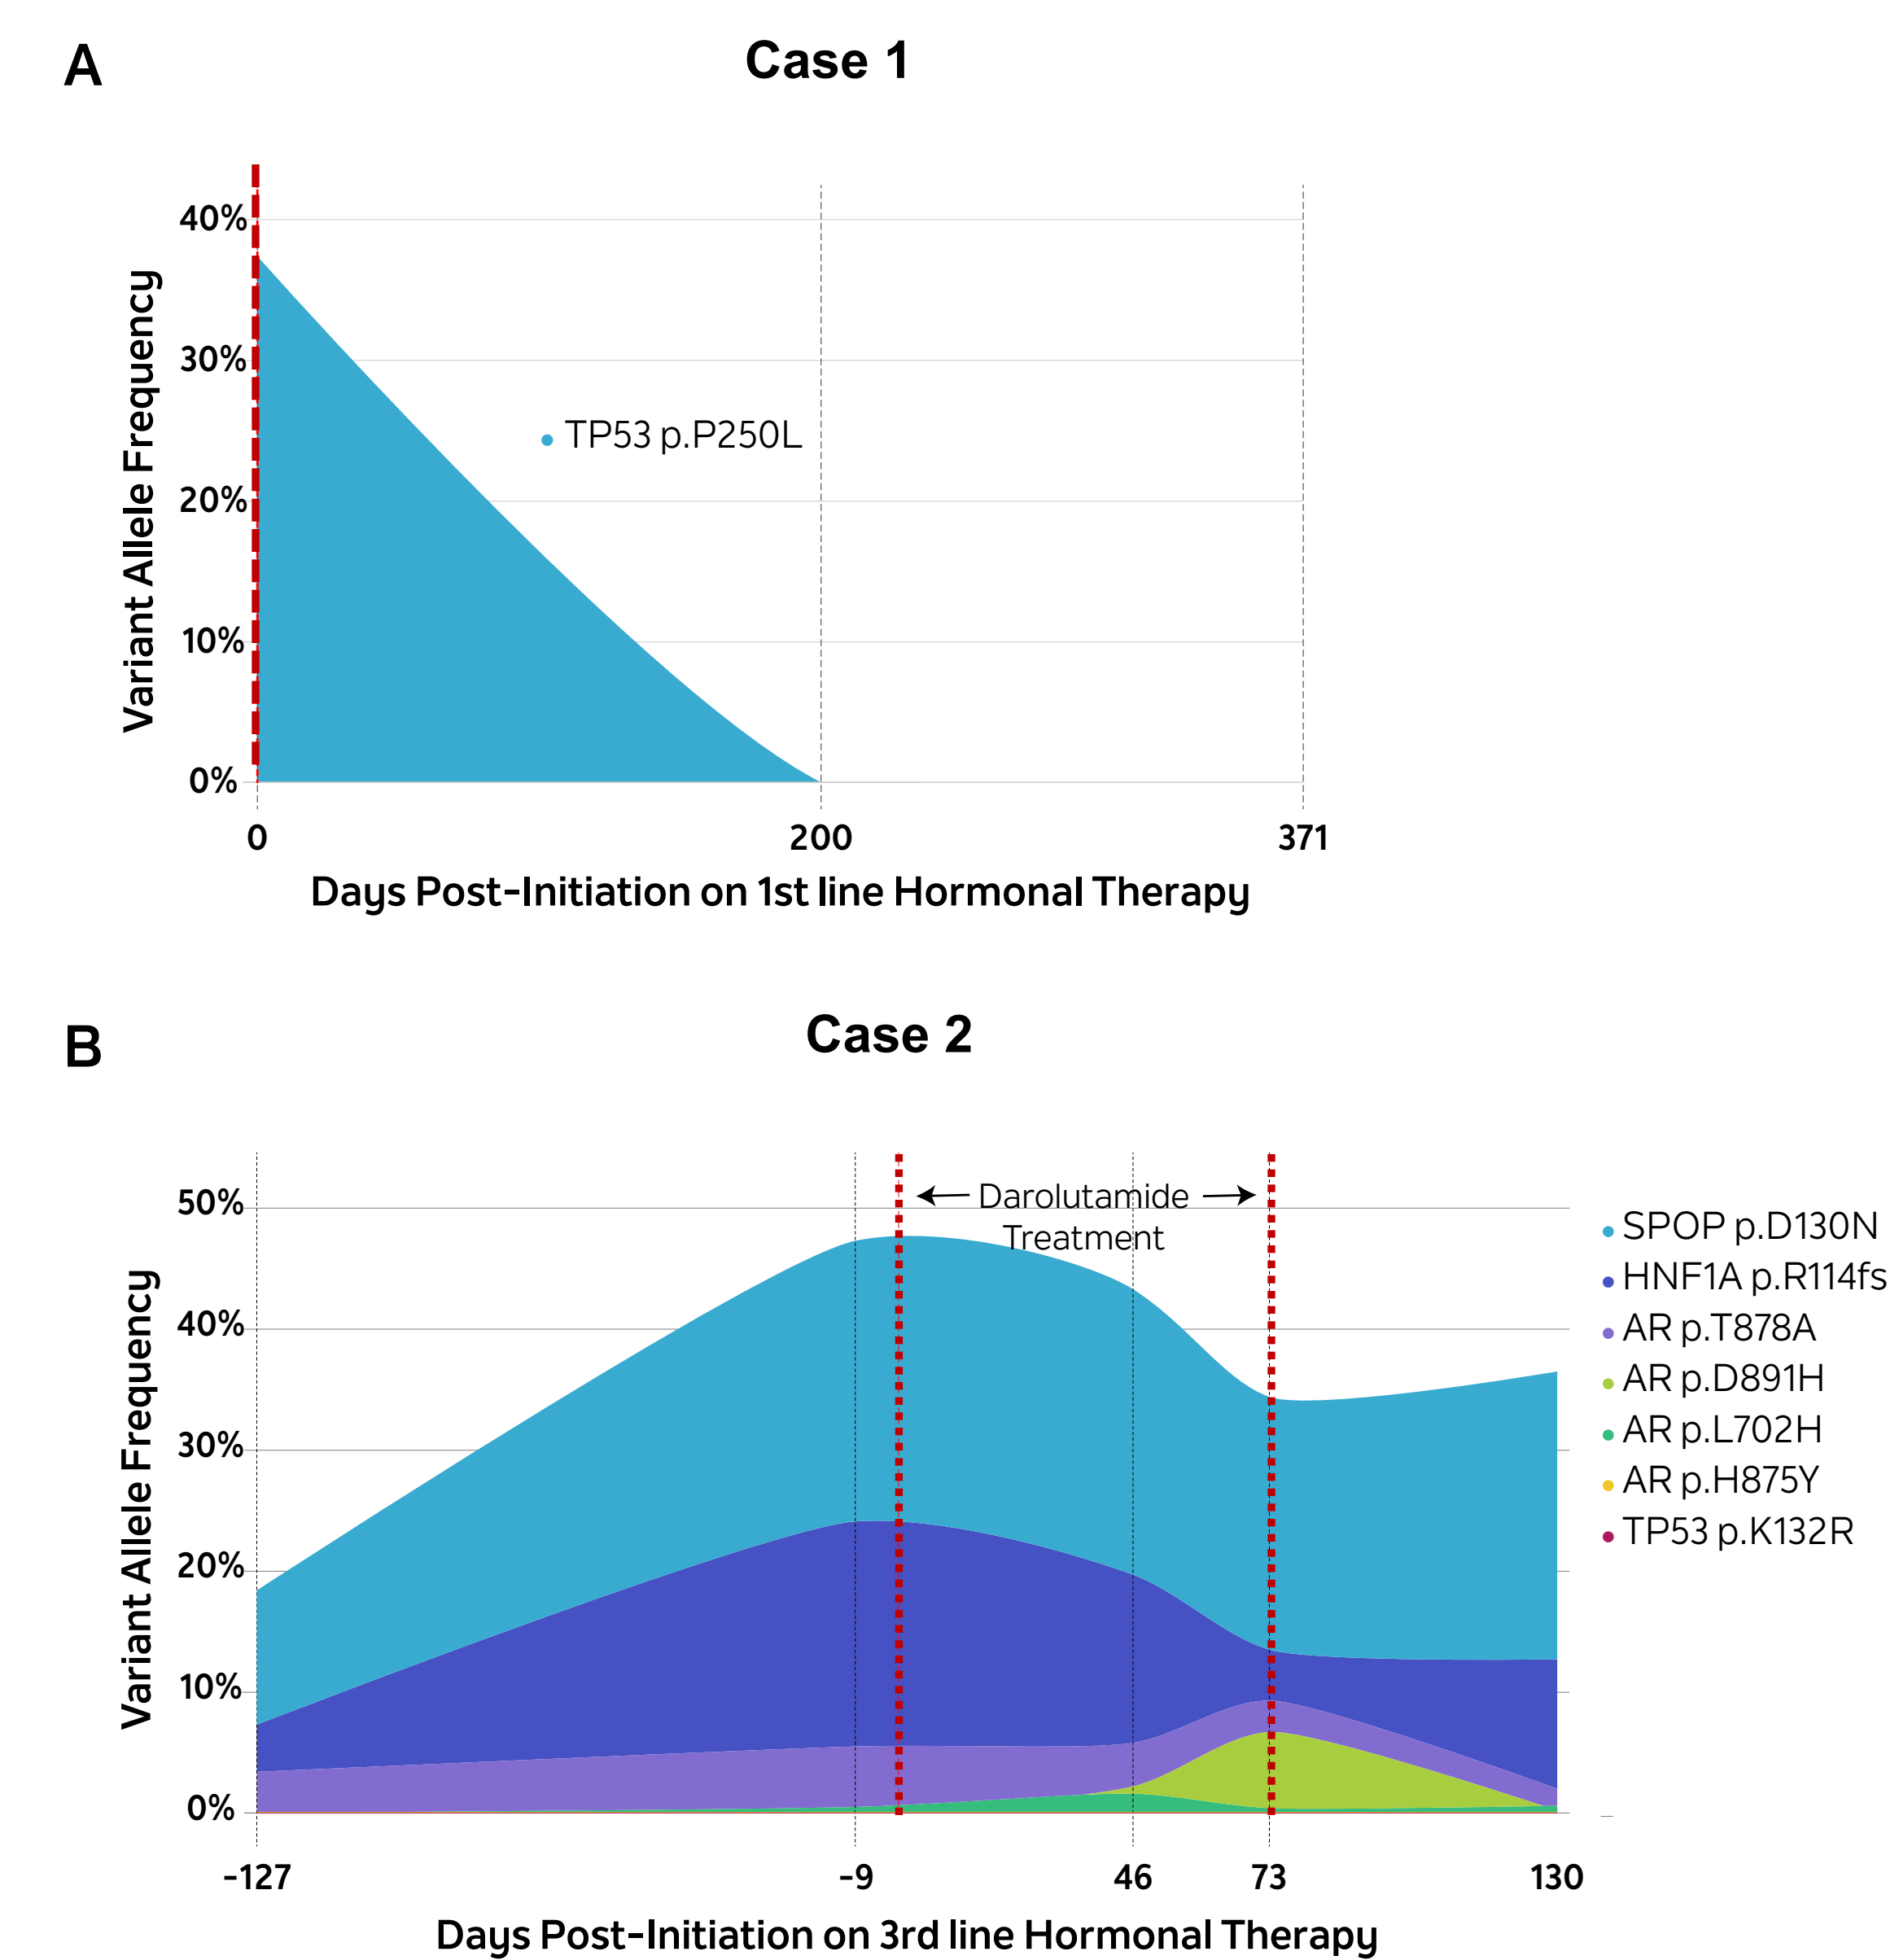 A
Case 1
Variant Allele Frequency
40%
30%
20%
10%
0%
TP53 p.P250L
0
200
371
Days Post-Initiation on 1st line Hormonal Therapy
B
Case 2
Variant Allele Frequency
50%
40%
30%
20%
10%
0%
Darolutamide
Treatment
SPOP p.D130N
HNF1A p.R114fs
AR p.T878A
AR p.D891H
AR p.L702H
AR p.H875Y
TP53 p.K132R
-127
-9
46
73
130
Days Post-Initiation on 3rd line Hormonal Therapy